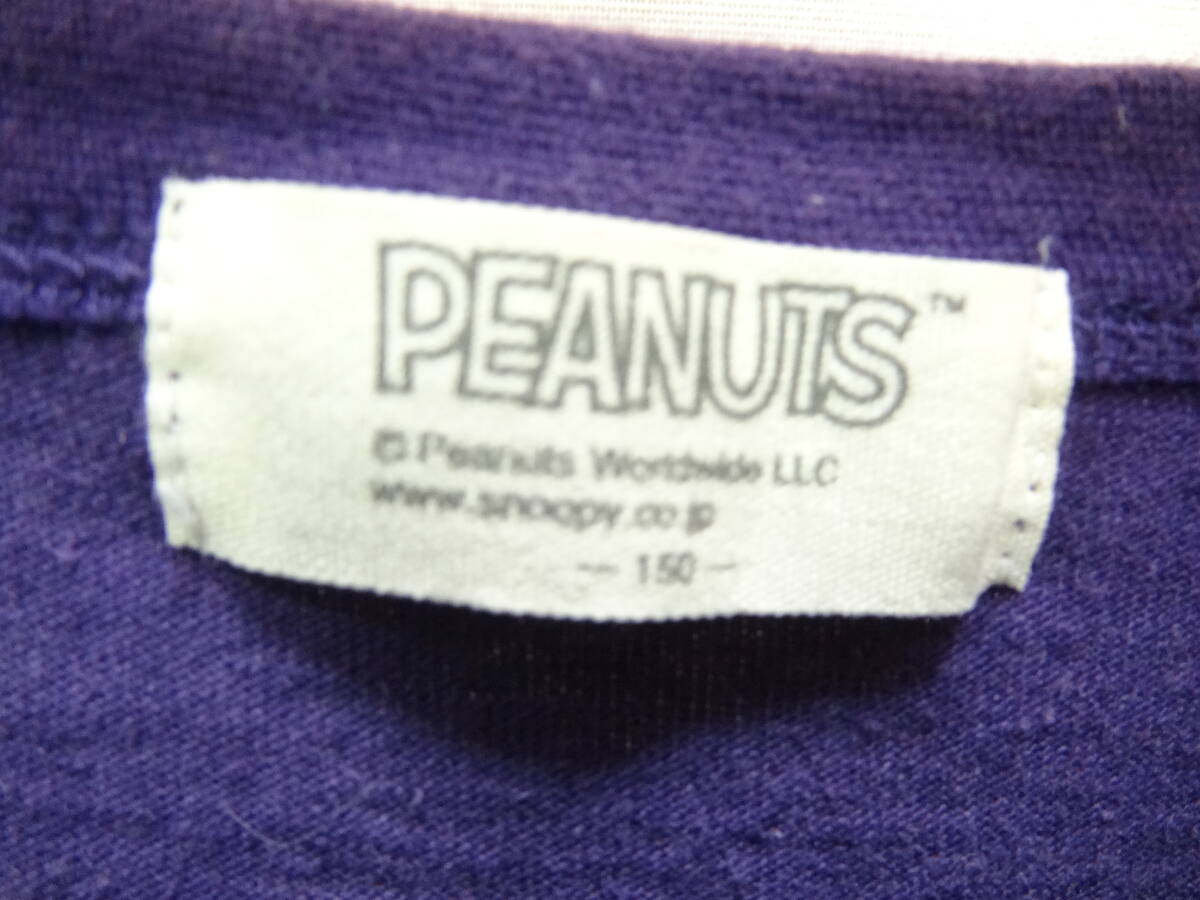 PEANUTS™
© Peanuts Worldwide LLC
www.snoopy.co.jp
— 150 —